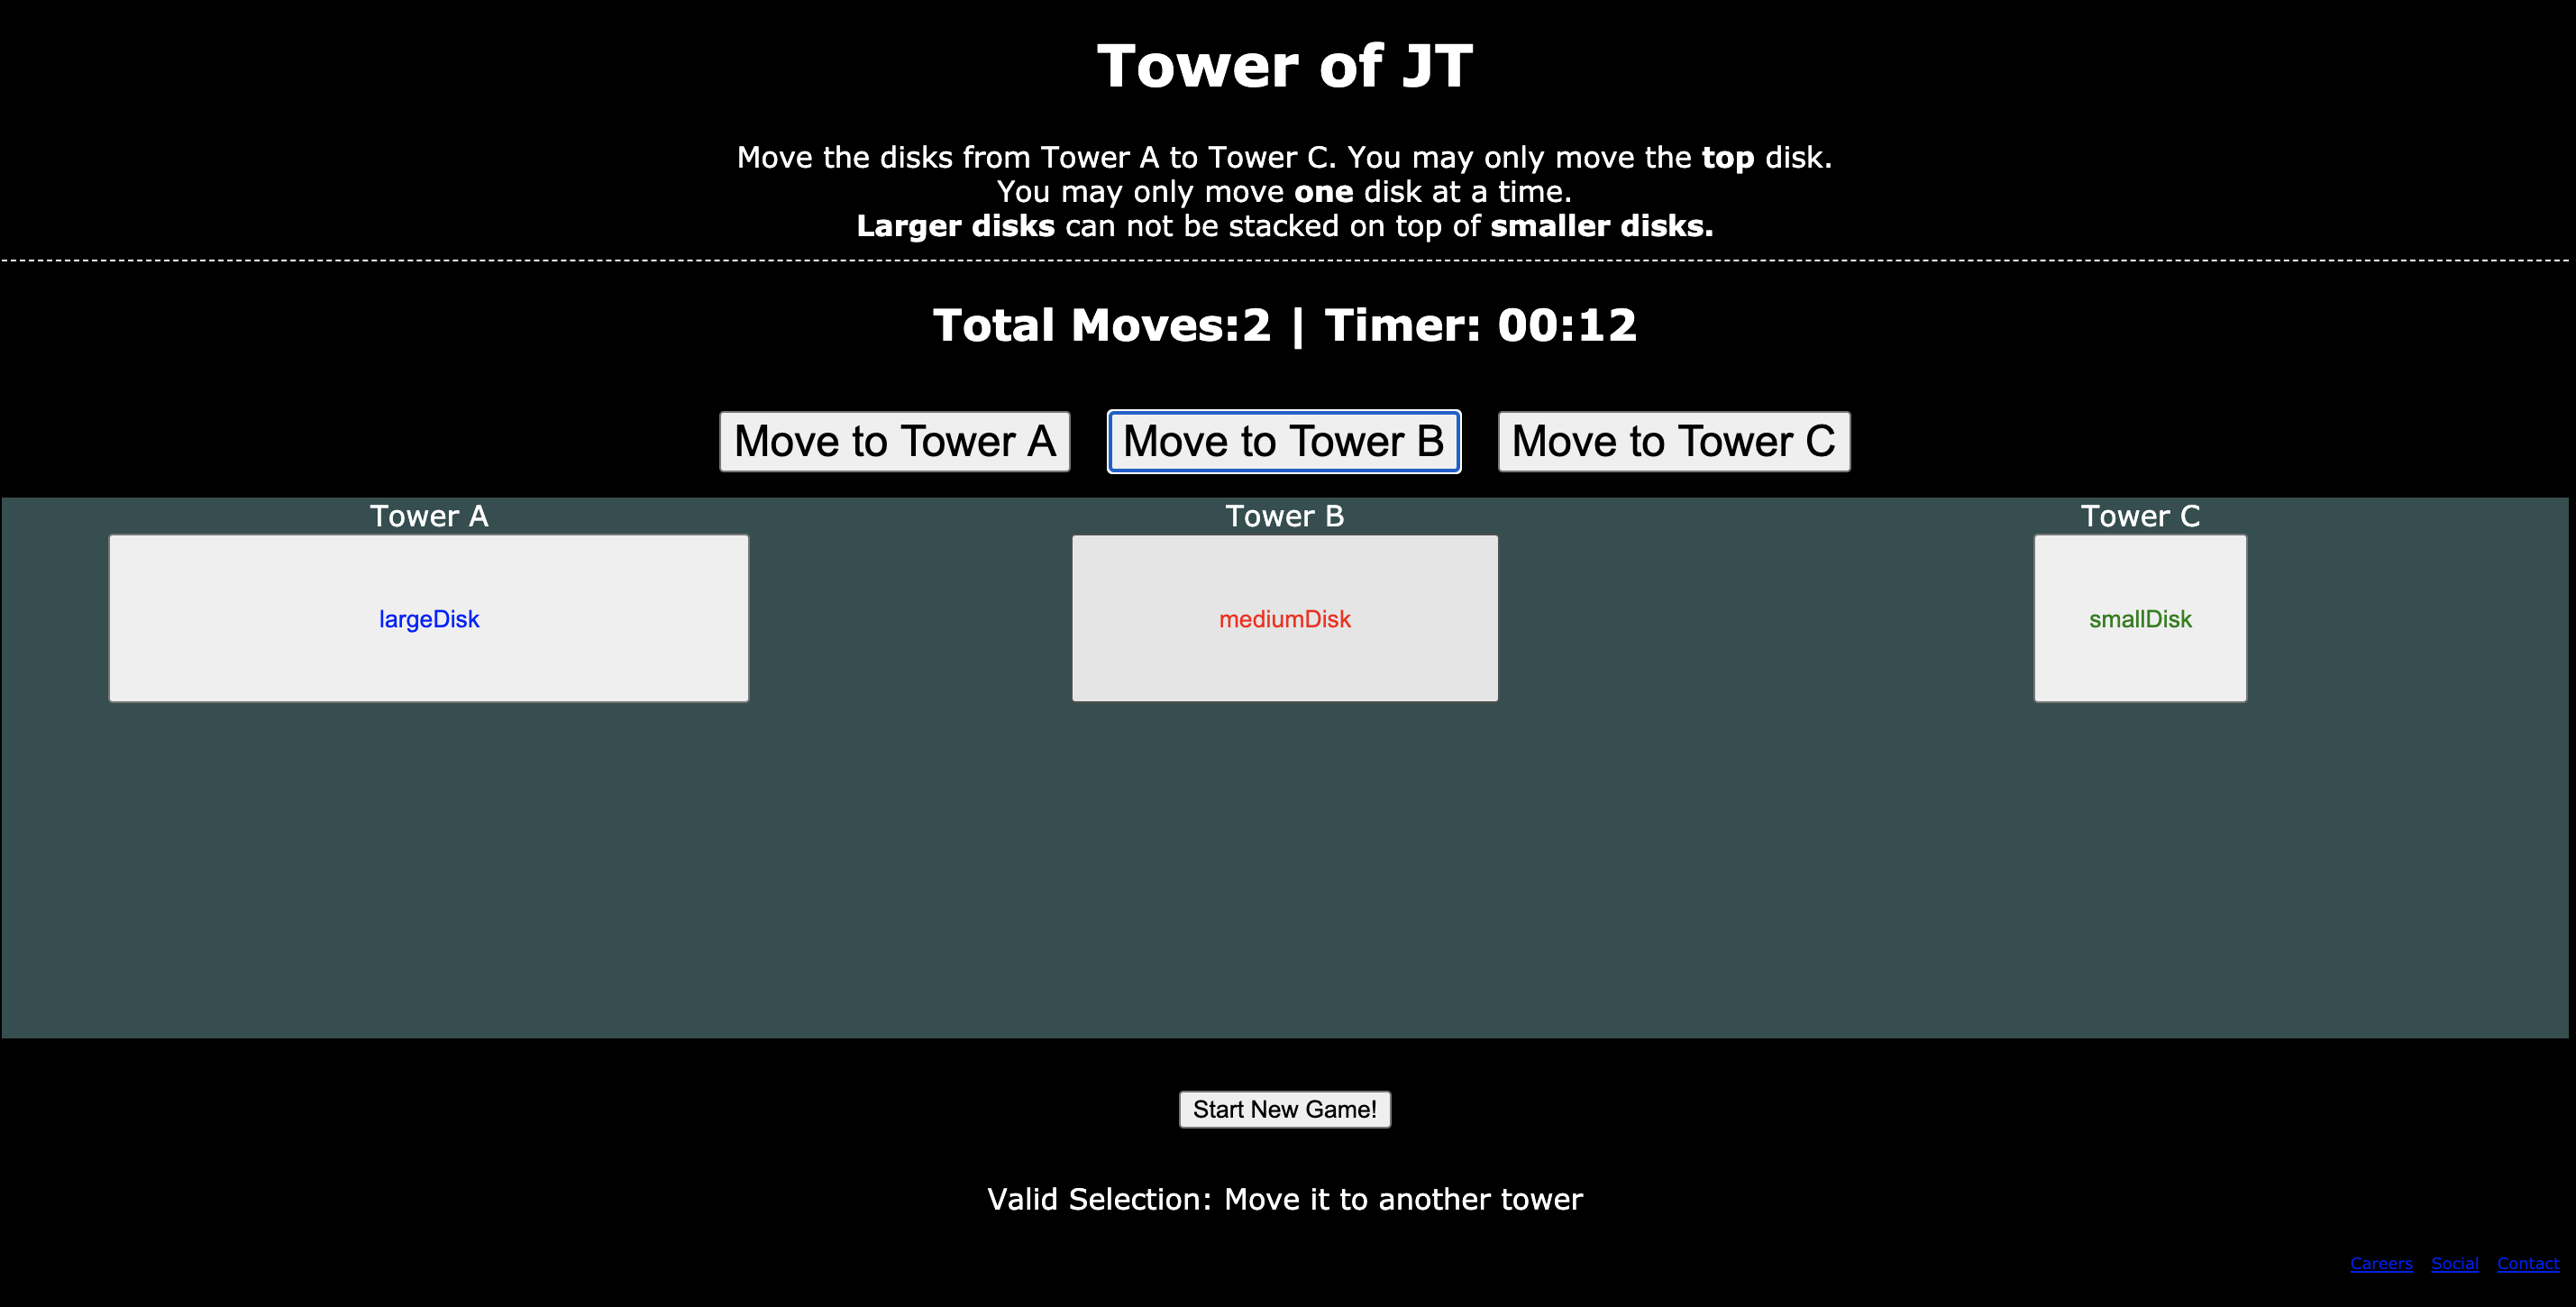 Tower of JT
Move the disks from Tower A to Tower C. You may only move the top disk.
You may only move one disk at a time.
Larger disks can not be stacked on top of smaller disks.
Total Moves:2 | Timer: 00:12
Move to Tower A Move to Tower B Move to Tower C
Tower A Tower B Tower C
largeDisk mediumDisk smallDisk
Start New Game!
Valid Selection: Move it to another tower
Careers Social Contact